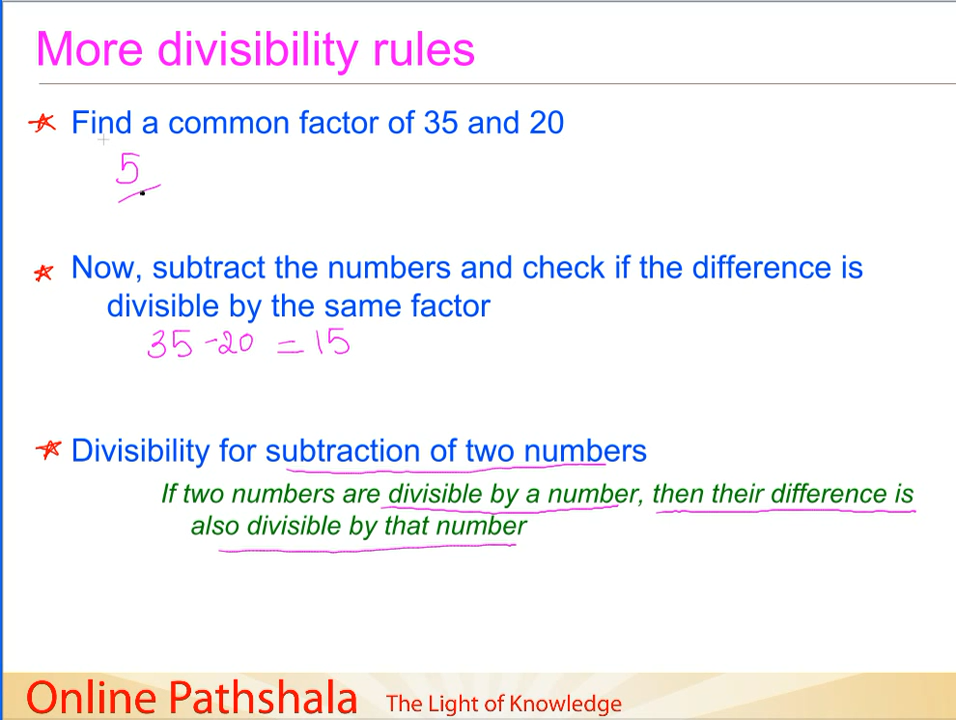 More divisibility rules
Find a common factor of 35 and 20
5
Now, subtract the numbers and check if the difference is
divisible by the same factor
35 - 20 = 15
Divisibility for subtraction of two numbers
If two numbers are divisible by a number, then their difference is
also divisible by that number
Online Pathshala The Light of Knowledge